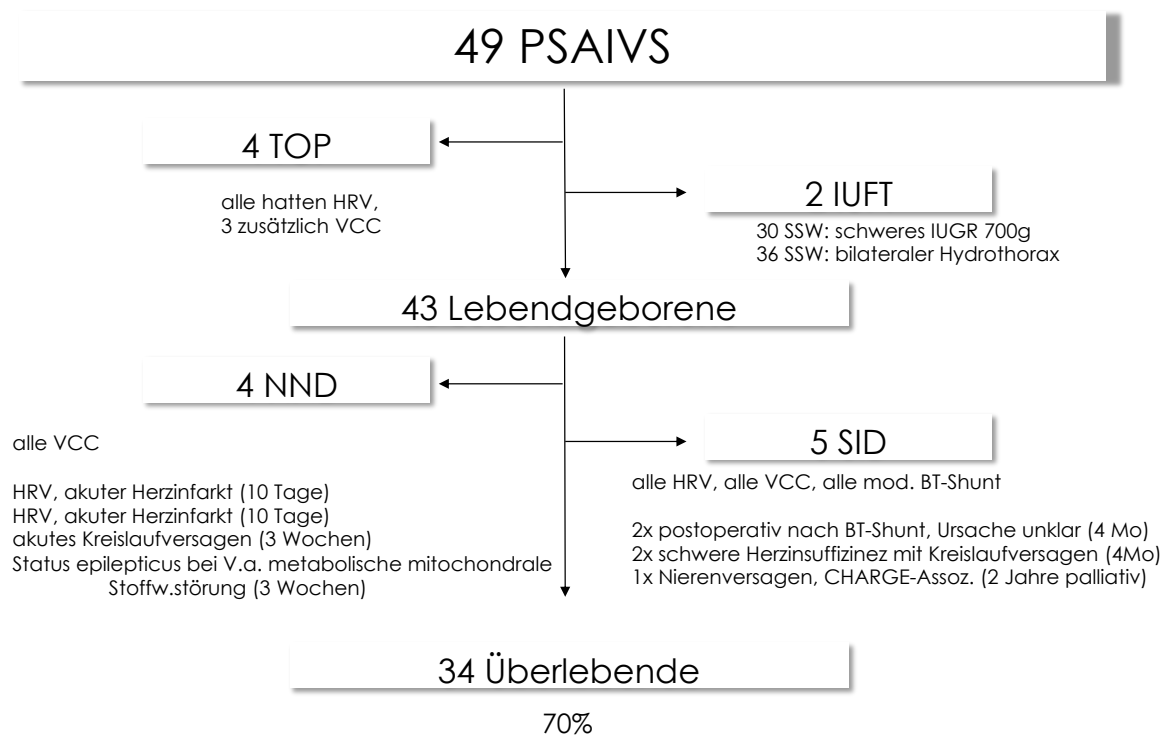 49 PSAIVS
4 TOP
alle hatten HRV,
3 zusätzlich VCC
2 IUFT
30 SSW: schweres IUGR 700g
36 SSW: bilateraler Hydrothorax
43 Lebendgeborene
4 NND
alle VCC
HRV, akuter Herzinfarkt (10 Tage)
HRV, akuter Herzinfarkt (10 Tage)
akutes Kreislaufversagen (3 Wochen)
Status epilepticus bei V.a. metabolische mitochondrale
Stoffw.störung (3 Wochen)
5 SID
alle HRV, alle VCC, alle mod. BT-Shunt
2x postoperativ nach BT-Shunt, Ursache unklar (4 Mo)
2x schwere Herzinsuffizinez mit Kreislaufversagen (4Mo)
1x Nierenversagen, CHARGE-Assoz. (2 Jahre palliativ)
34 Überlebende
70%